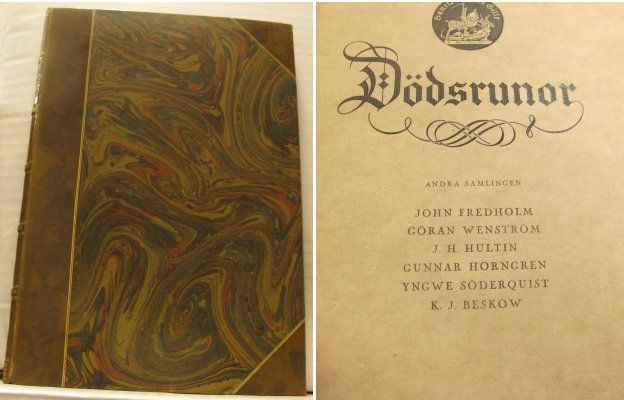 Dödsrunor
ANDRA SAMLINGEN
JOHN FREDHOLM
GÖRAN WENSTRÖM
J. H. HULTIN
GUNNAR HORNGREN
YNGWE SÖDERQUIST
K. J. BESKOW